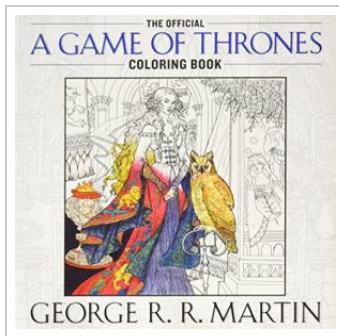 THE OFFICIAL
A GAME OF THRONES
COLORING BOOK
GEORGE R. R. MARTIN